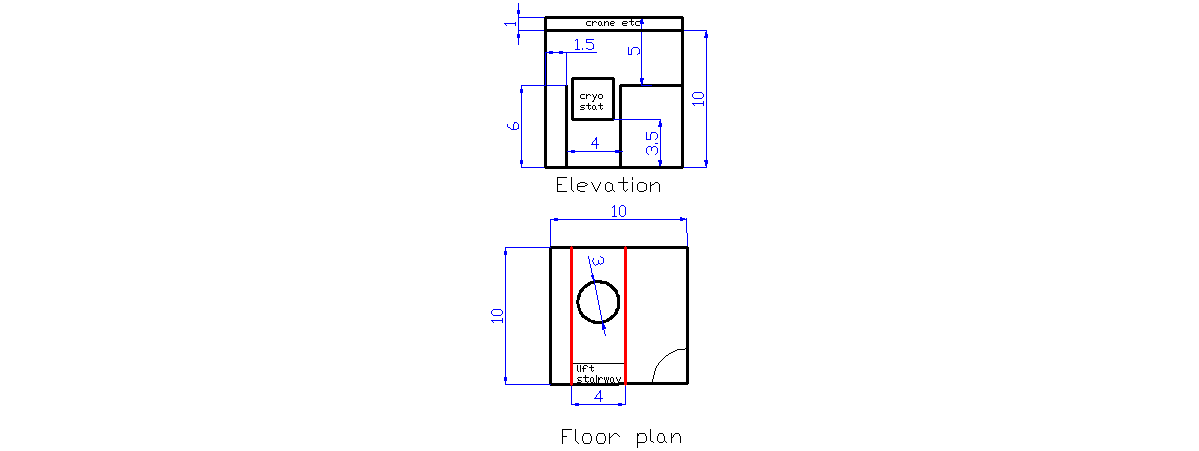 crane etc
1
1.5
5
cryo
stat
10
6
4
3.5
Elevation
10
3
10
lift
stairway
4
Floor plan